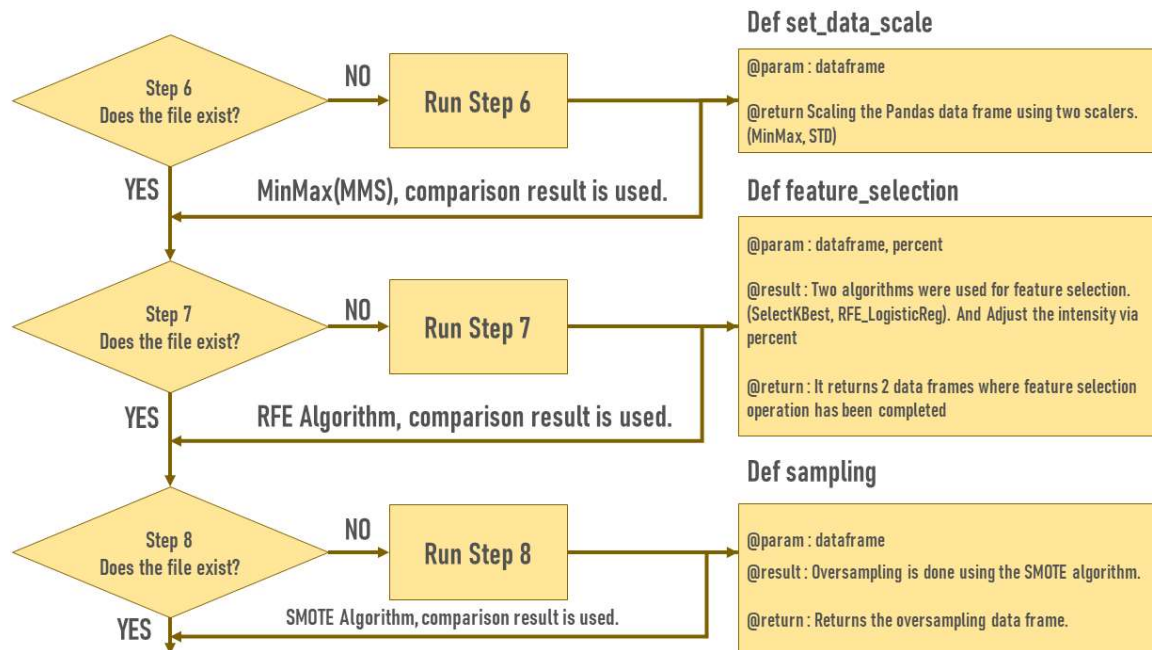 Def set_data_scale
Step 6
Does the file exist?
NO
Run Step 6
@param : dataframe
@return Scaling the Pandas data frame using two scalers.
(MinMax, STD)
YES
MinMax(MMS), comparison result is used.
Def feature_selection
Step 7
Does the file exist?
NO
Run Step 7
@param : dataframe, percent
@result : Two algorithms were used for feature selection.
(SelectKBest, RFE_LogisticReg). And Adjust the intensity via
percent
@return : It returns 2 data frames where feature selection
operation has been completed
YES
RFE Algorithm, comparison result is used.
Def sampling
Step 8
Does the file exist?
NO
Run Step 8
@param : dataframe
@result : Oversampling is done using the SMOTE algorithm.
@return : Returns the oversampling data frame.
YES
SMOTE Algorithm, comparison result is used.